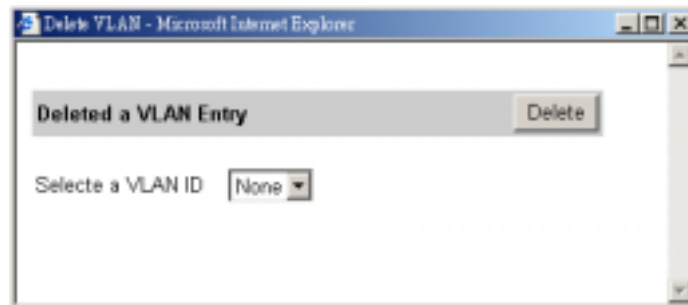 Delete VLAN - Microsoft Internet Explorer
Deleted a VLAN Entry
Delete
Selecte a VLAN ID
None